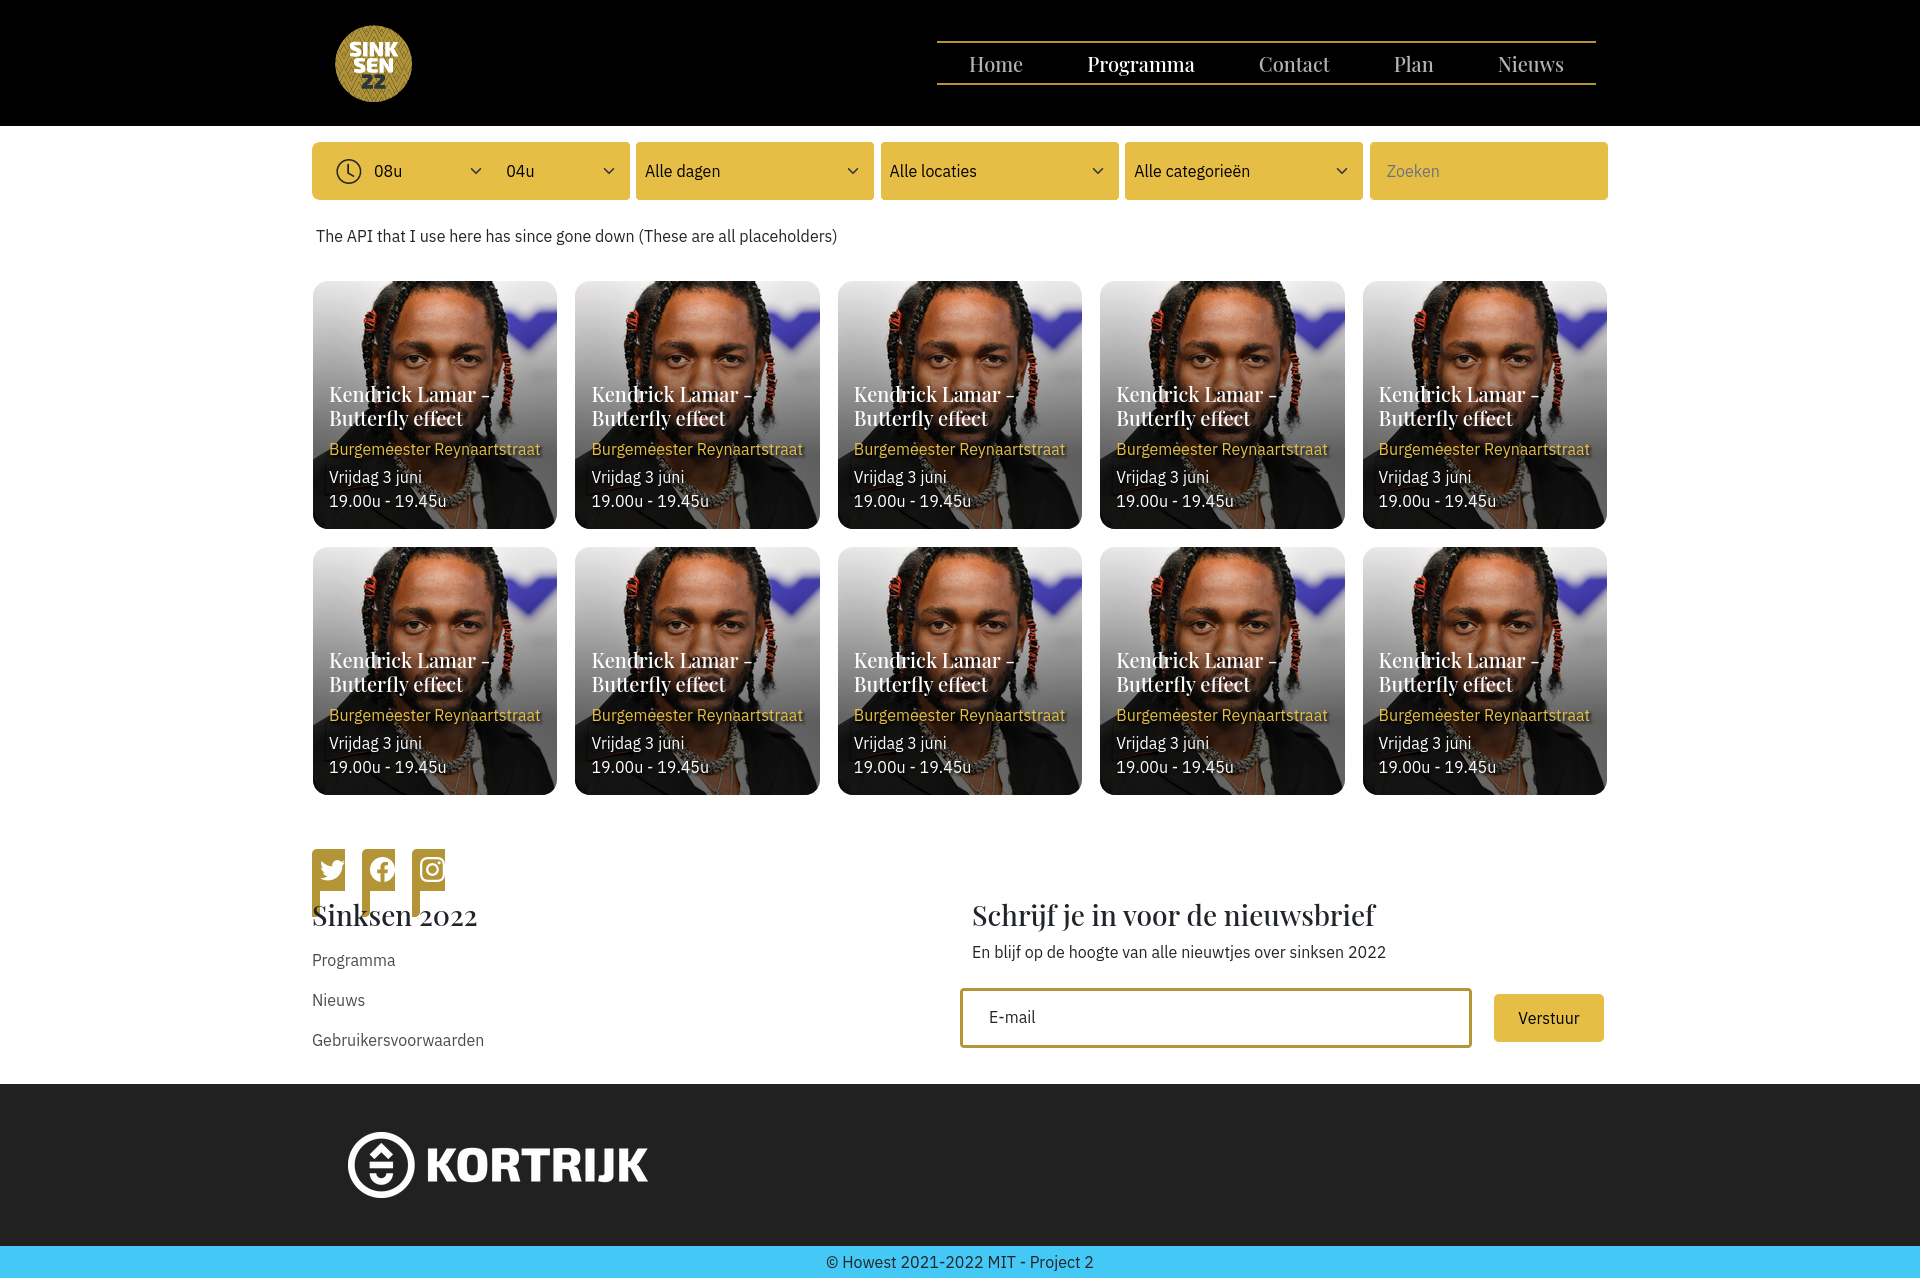 SINK
SEN
22
Home Programma Contact Plan Nieuws
08u 04u Alle dagen Alle locaties Alle categorieën Zoeken
The API that I use here has since gone down (These are all placeholders)
Kendrick Lamar -
Butterfly effect
Burgemeester Reynaartstraat
Vrijdag 3 juni
19.00u - 19.45u
Kendrick Lamar -
Butterfly effect
Burgemeester Reynaartstraat
Vrijdag 3 juni
19.00u - 19.45u
Kendrick Lamar -
Butterfly effect
Burgemeester Reynaartstraat
Vrijdag 3 juni
19.00u - 19.45u
Kendrick Lamar -
Butterfly effect
Burgemeester Reynaartstraat
Vrijdag 3 juni
19.00u - 19.45u
Kendrick Lamar -
Butterfly effect
Burgemeester Reynaartstraat
Vrijdag 3 juni
19.00u - 19.45u
Kendrick Lamar -
Butterfly effect
Burgemeester Reynaartstraat
Vrijdag 3 juni
19.00u - 19.45u
Kendrick Lamar -
Butterfly effect
Burgemeester Reynaartstraat
Vrijdag 3 juni
19.00u - 19.45u
Kendrick Lamar -
Butterfly effect
Burgemeester Reynaartstraat
Vrijdag 3 juni
19.00u - 19.45u
Kendrick Lamar -
Butterfly effect
Burgemeester Reynaartstraat
Vrijdag 3 juni
19.00u - 19.45u
Kendrick Lamar -
Butterfly effect
Burgemeester Reynaartstraat
Vrijdag 3 juni
19.00u - 19.45u
Sinksen 2022
Programma
Nieuws
Gebruikersvoorwaarden
Schrijf je in voor de nieuwsbrief
En blijf op de hoogte van alle nieuwtjes over sinksen 2022
E-mail
Verstuur
KORTRIJK
© Howest 2021-2022 MIT - Project 2